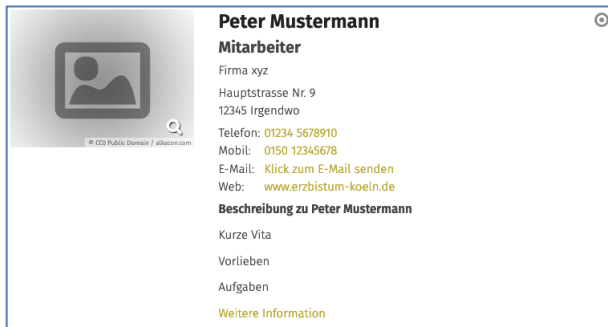 Peter Mustermann
Mitarbeiter
Firma xyz
Hauptstrasse Nr. 9
12345 Irgendwo
Telefon: 01234 5678910
Mobil: 0150 12345678
E-Mail: Klick zum E-Mail senden
Web: www.erzbistum-koeln.de
Beschreibung zu Peter Mustermann
Kurze Vita
Vorlieben
Aufgaben
Weitere Information
© CC0 Public Domain / alkacon.com